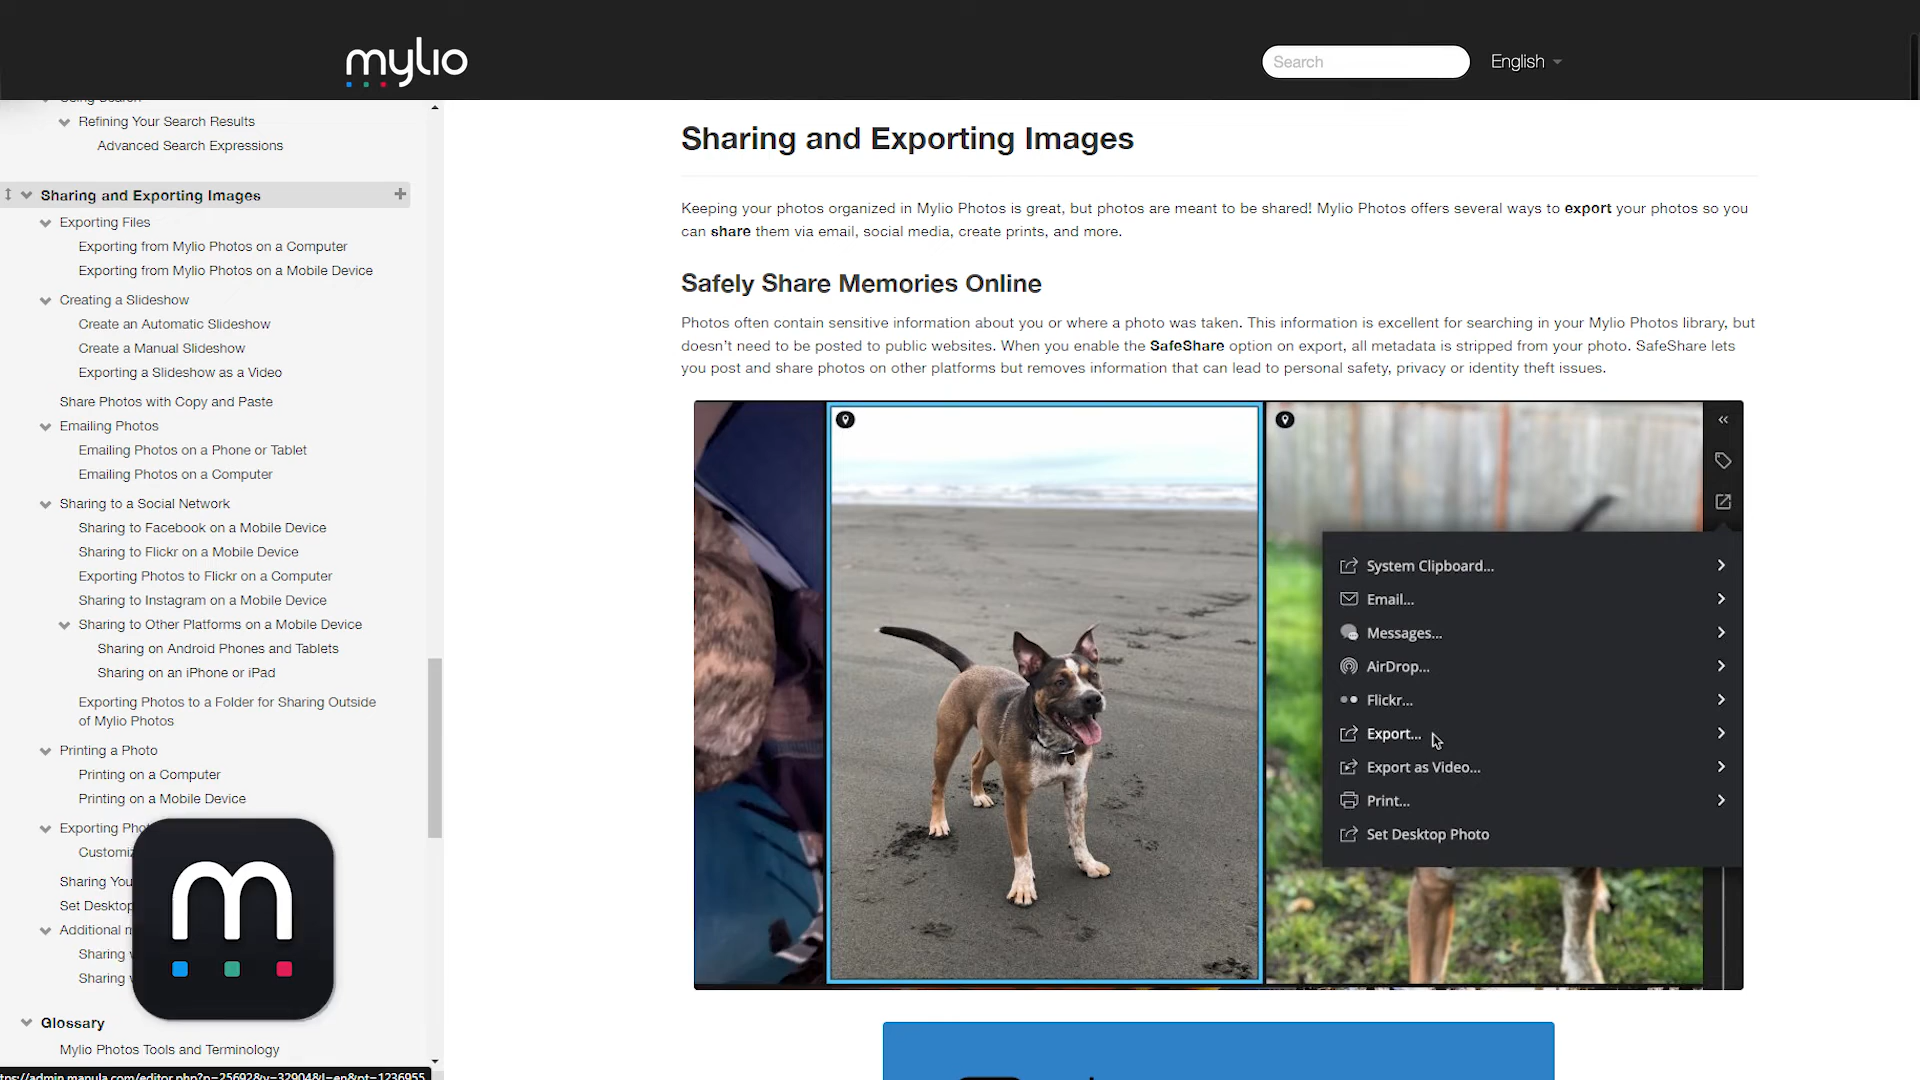 mylio
Search
English
Using Search
Refining Your Search Results
Advanced Search Expressions
Sharing and Exporting Images
Exporting Files
Exporting from Mylio Photos on a Computer
Exporting from Mylio Photos on a Mobile Device
Creating a Slideshow
Create an Automatic Slideshow
Create a Manual Slideshow
Exporting a Slideshow as a Video
Share Photos with Copy and Paste
Emailing Photos
Emailing Photos on a Phone or Tablet
Emailing Photos on a Computer
Sharing to a Social Network
Sharing to Facebook on a Mobile Device
Sharing to Flickr on a Mobile Device
Exporting Photos to Flickr on a Computer
Sharing to Instagram on a Mobile Device
Sharing to Other Platforms on a Mobile Device
Sharing on Android Phones and Tablets
Sharing on an iPhone or iPad
Exporting Photos to a Folder for Sharing Outside
of Mylio Photos
Printing a Photo
Printing on a Computer
Printing on a Mobile Device
Exporting Pho
Customiz
Sharing You
Set Desktop
Additional
Sharing
Sharing
m
Glossary
Mylio Photos Tools and Terminology
Sharing and Exporting Images
Keeping your photos organized in Mylio Photos is great, but photos are meant to be shared! Mylio Photos offers several ways to export your photos so you
can share them via email, social media, create prints, and more.
Safely Share Memories Online
Photos often contain sensitive information about you or where a photo was taken. This information is excellent for searching in your Mylio Photos library, but
doesn't need to be posted to public websites. When you enable the SafeShare option on export, all metadata is stripped from your photo. SafeShare lets
you post and share photos on other platforms but removes information that can lead to personal safety, privacy or identity theft issues.
System Clipboard...
Email...
Messages...
AirDrop...
Flickr...
Export...
Export as Video...
Print...
Set Desktop Photo